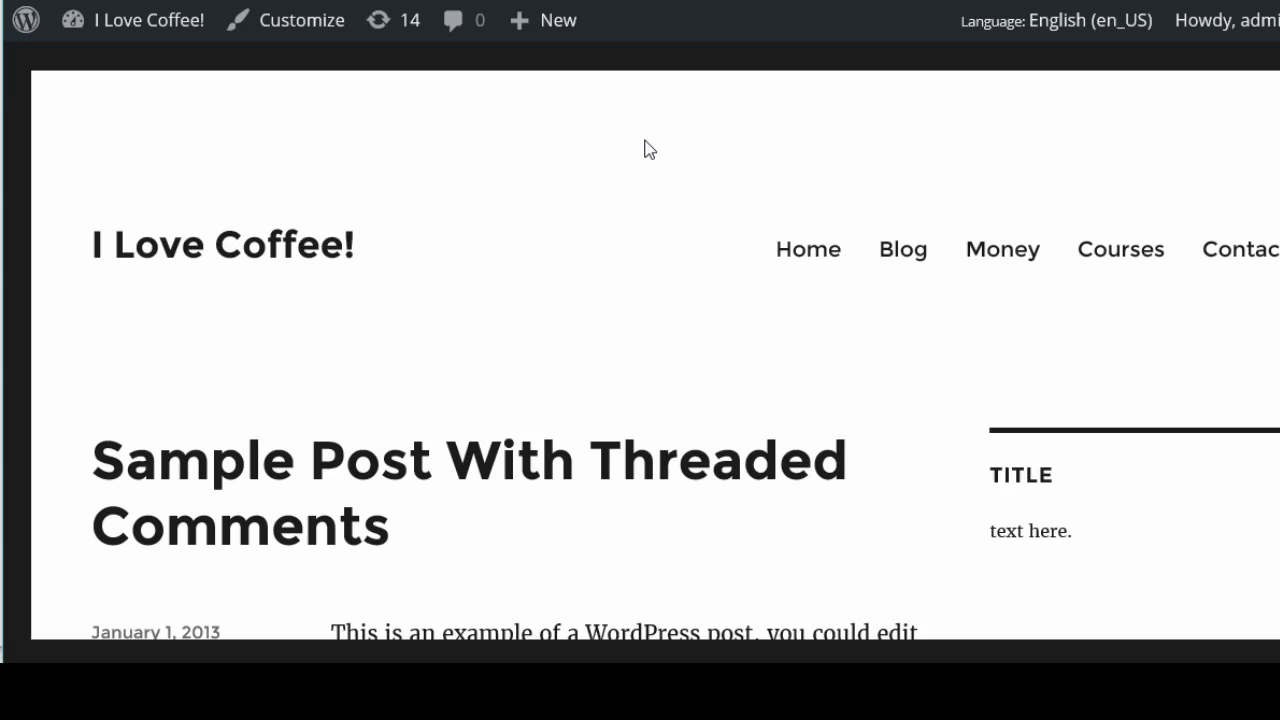 I Love Coffee! Customize 14 0 New Language: English (en_US) Howdy, admi
I Love Coffee!
Home Blog Money Courses Contac
Sample Post With Threaded
Comments
TITLE
text here.
January 1, 2013
This is an example of a WordPress post, you could edit